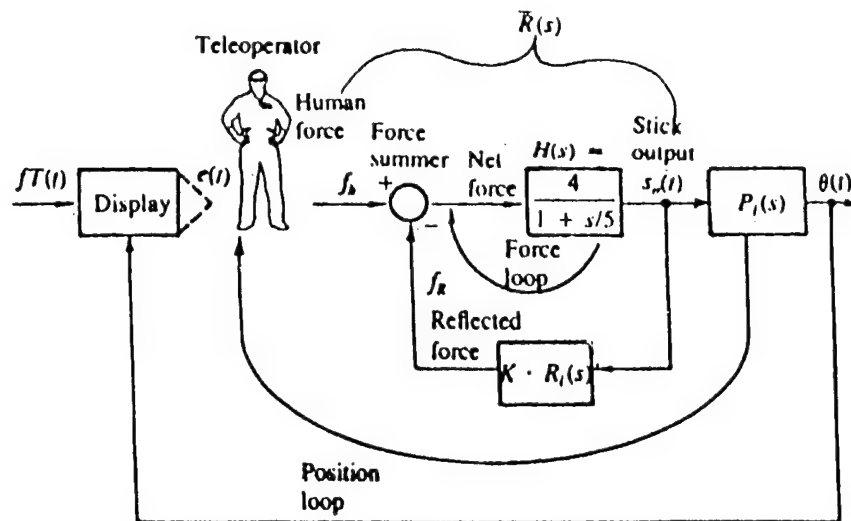 R̄(s)
Teleoperator
Human
force
Force
summer
Net
force
H(s) =
4
1 + s/5
Stick
output
fT(t)
Display
e(t)
f_h
+
−
s_o(t)
P_i(s)
θ(t)
Force
loop
f_R
Reflected
force
K · R_i(s)
Position
loop